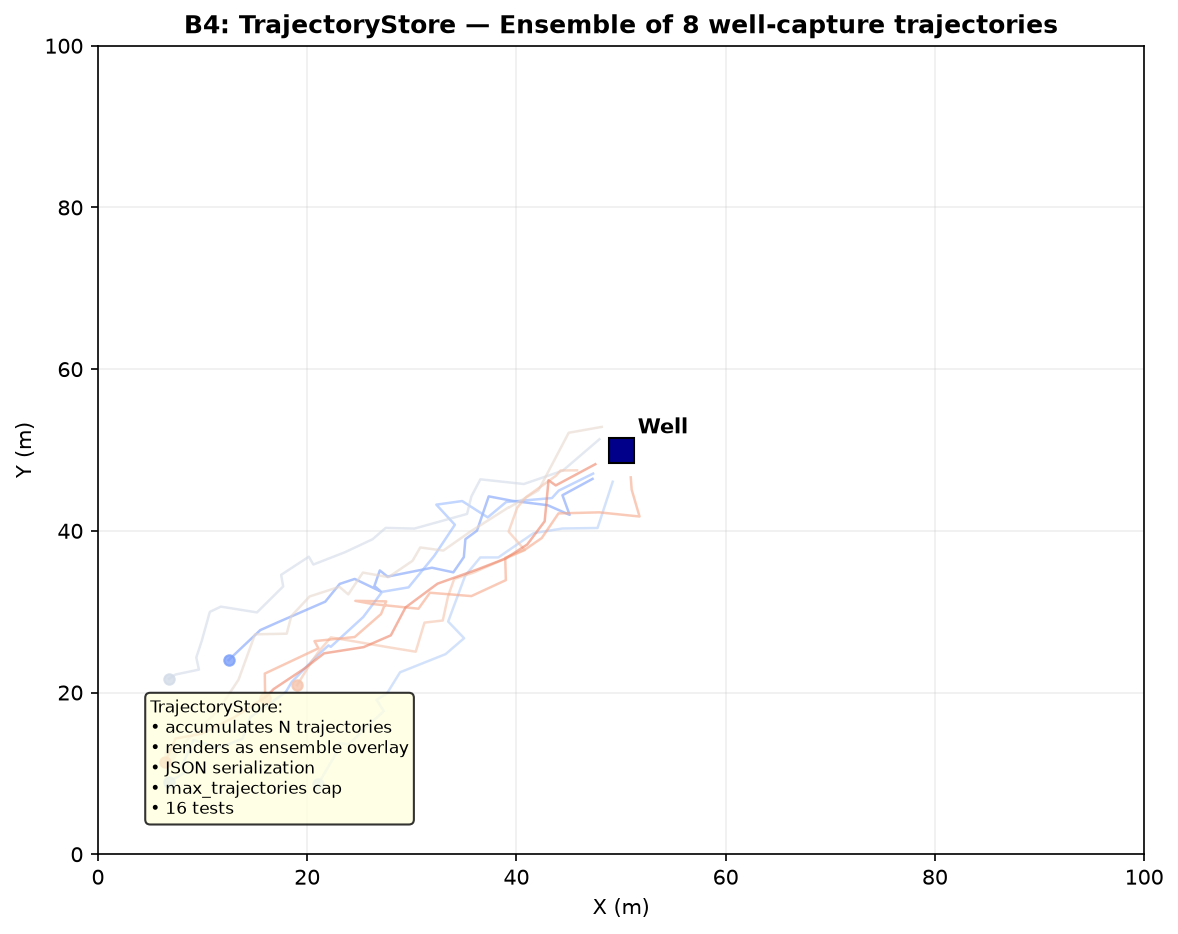 B4: TrajectoryStore — Ensemble of 8 well-capture trajectories
100
80
60
40
20
0
Y (m)
Well
TrajectoryStore:
• accumulates N trajectories
• renders as ensemble overlay
• JSON serialization
• max_trajectories cap
• 16 tests
0 20 40 60 80 100
X (m)